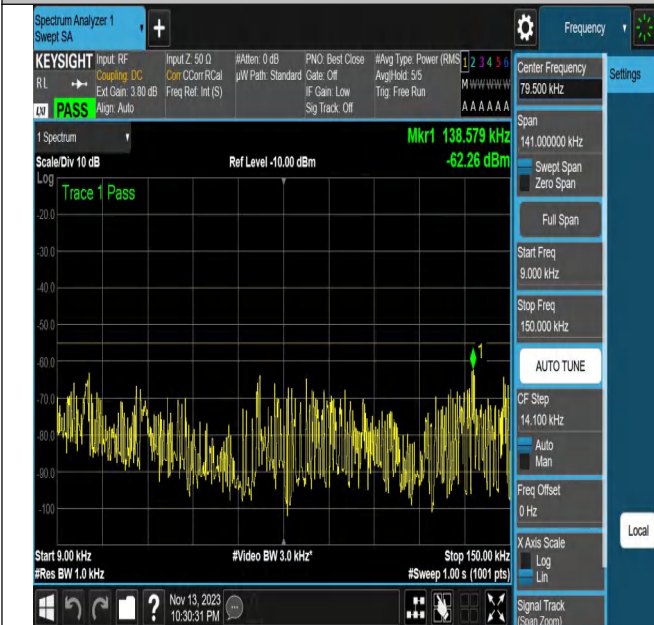 Spectrum Analyzer 1
Swept SA
+
Frequency
KEYSIGHT
RL
LXI
PASS
Input: RF
Coupling: DC
Ext Gain: 3.80 dB
Align: Auto
Input Z: 50 Ω
Corr CCorr RCal
Freq Ref: Int (S)
#Atten: 0 dB
µW Path: Standard
PNO: Best Close
Gate: Off
IF Gain: Low
Sig Track: Off
#Avg Type: Power (RMS
Avg|Hold: 5/5
Trig: Free Run
1 2 3 4 5 6
M W W W W W
A A A A A A
1 Spectrum
Scale/Div 10 dB
Ref Level -10.00 dBm
Mkr1 138.579 kHz
-62.26 dBm
Log
Trace 1 Pass
-20.0
-30.0
-40.0
-50.0
-60.0
-70.0
-80.0
-90.0
-100
1
Start 9.00 kHz
#Video BW 3.0 kHz*
Stop 150.00 kHz
#Res BW 1.0 kHz
#Sweep 1.00 s (1001 pts)
?
Nov 13, 2023
10:30:31 PM
Center Frequency
79.500 kHz
Span
141.000000 kHz
Swept Span
Zero Span
Full Span
Start Freq
9.000 kHz
Stop Freq
150.000 kHz
AUTO TUNE
CF Step
14.100 kHz
Auto
Man
Freq Offset
0 Hz
X Axis Scale
Log
Lin
Signal Track
(Span Zoom)
Settings
Local